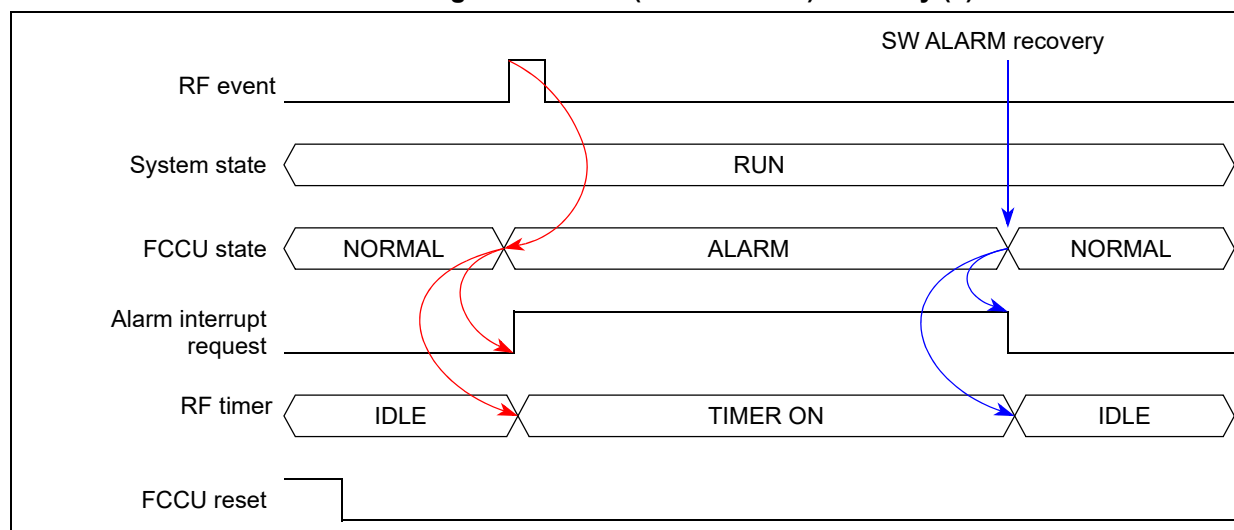 SW ALARM recovery
RF event
System state
RUN
FCCU state
NORMAL
ALARM
NORMAL
Alarm interrupt
request
RF timer
IDLE
TIMER ON
IDLE
FCCU reset